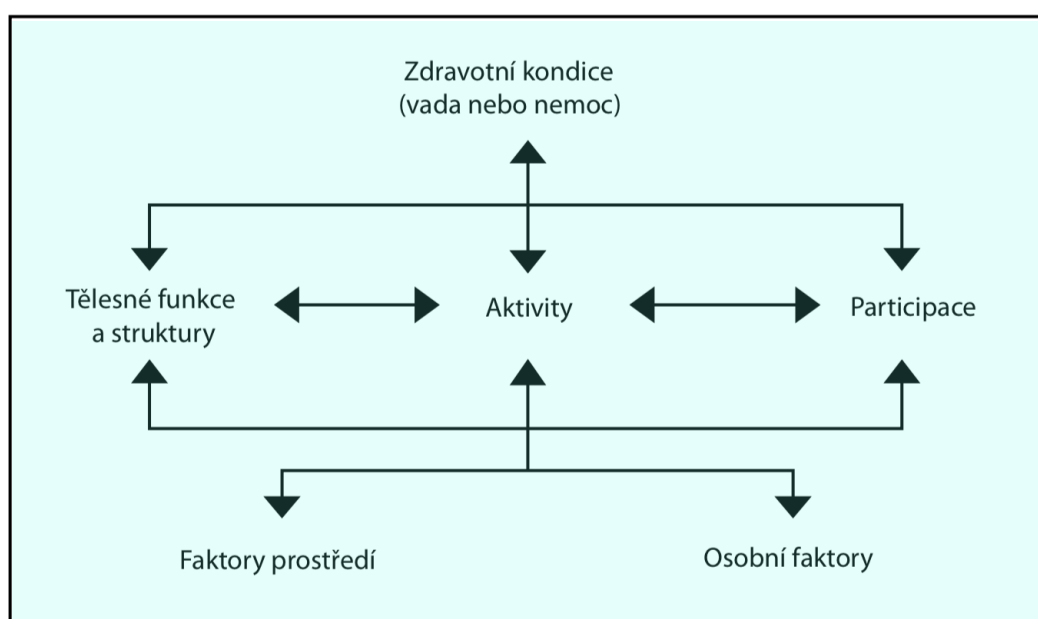 Zdravotní kondice
(vada nebo nemoc)
Tělesné funkce
a struktury
Aktivity
Participace
Faktory prostředí
Osobní faktory